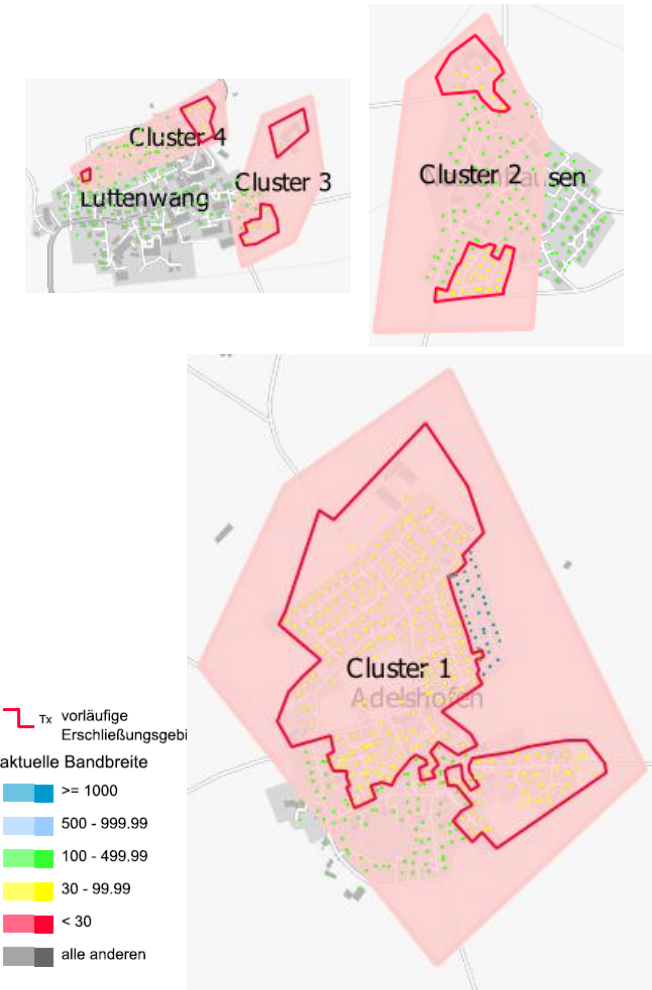 Cluster 4
Luttenwang
Cluster 3
Cluster 2
sen
Cluster 1
Adelshofen
Tx vorläufige
Erschließungsgebi
aktuelle Bandbreite
>= 1000
500 - 999.99
100 - 499.99
30 - 99.99
< 30
alle anderen